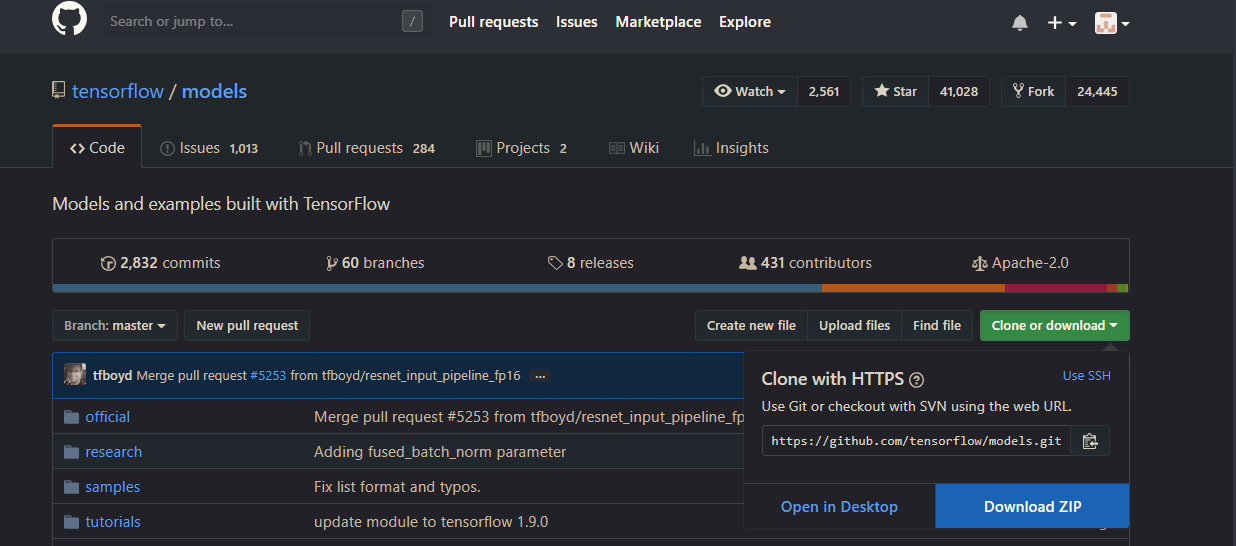 Search or jump to... / Pull requests Issues Marketplace Explore
tensorflow / models Watch 2,561 Star 41,028 Fork 24,445
Code Issues 1,013 Pull requests 284 Projects 2 Wiki Insights
Models and examples built with TensorFlow
2,832 commits 60 branches 8 releases 431 contributors Apache-2.0
Branch: master New pull request Create new file Upload files Find file Clone or download
tfboyd Merge pull request #5253 from tfboyd/resnet_input_pipeline_fp16 ...
official Merge pull request #5253 from tfboyd/resnet_input_pipeline_fp
research Adding fused_batch_norm parameter
samples Fix list format and typos.
tutorials update module to tensorflow 1.9.0
Clone with HTTPS ? Use SSH
Use Git or checkout with SVN using the web URL.
https://github.com/tensorflow/models.git
Open in Desktop Download ZIP